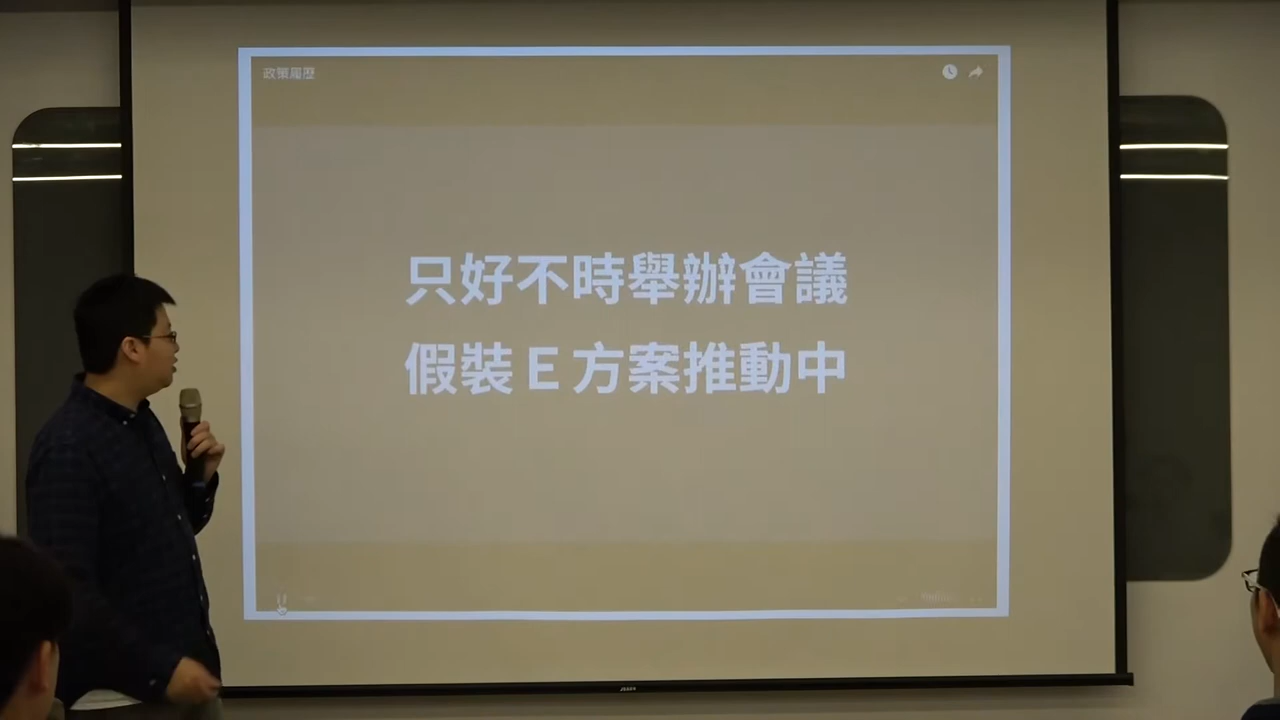 政策履歷
只好不時舉辦會議
假裝E方案推動中